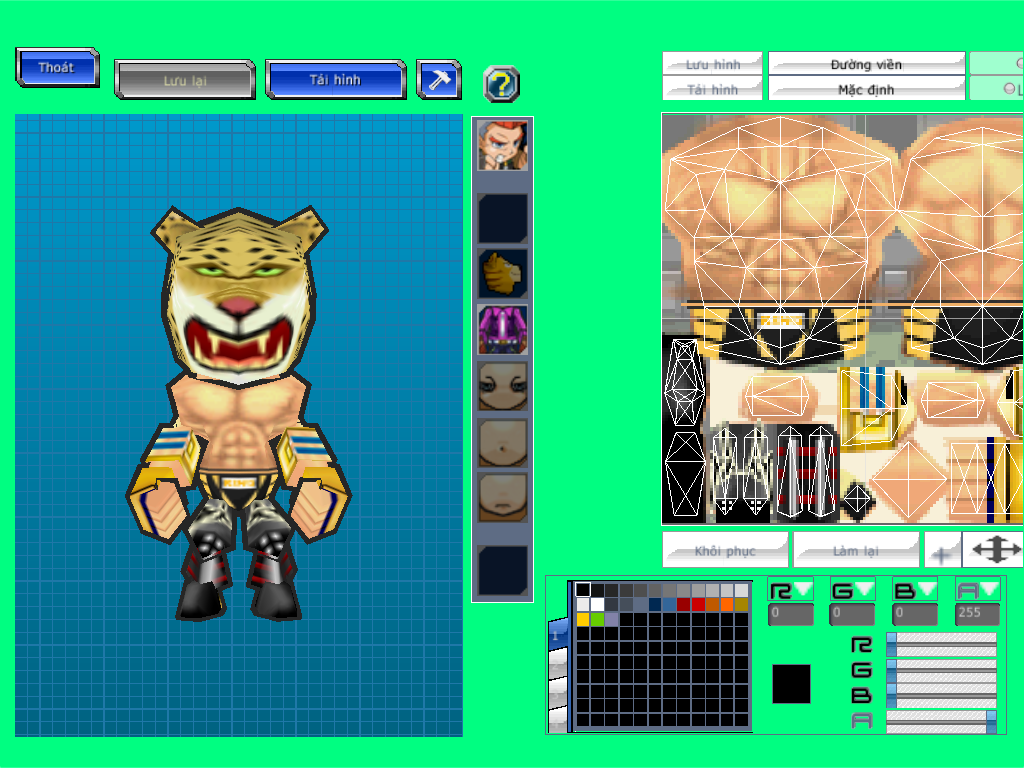 Thoát
Lưu lại
Tải hình
?
Lưu hình
Đường viền
Tải hình
Mặc định
L
KING
KING
Khôi phục
Làm lại
R
G
B
A
0
0
0
255
1
R
G
B
A